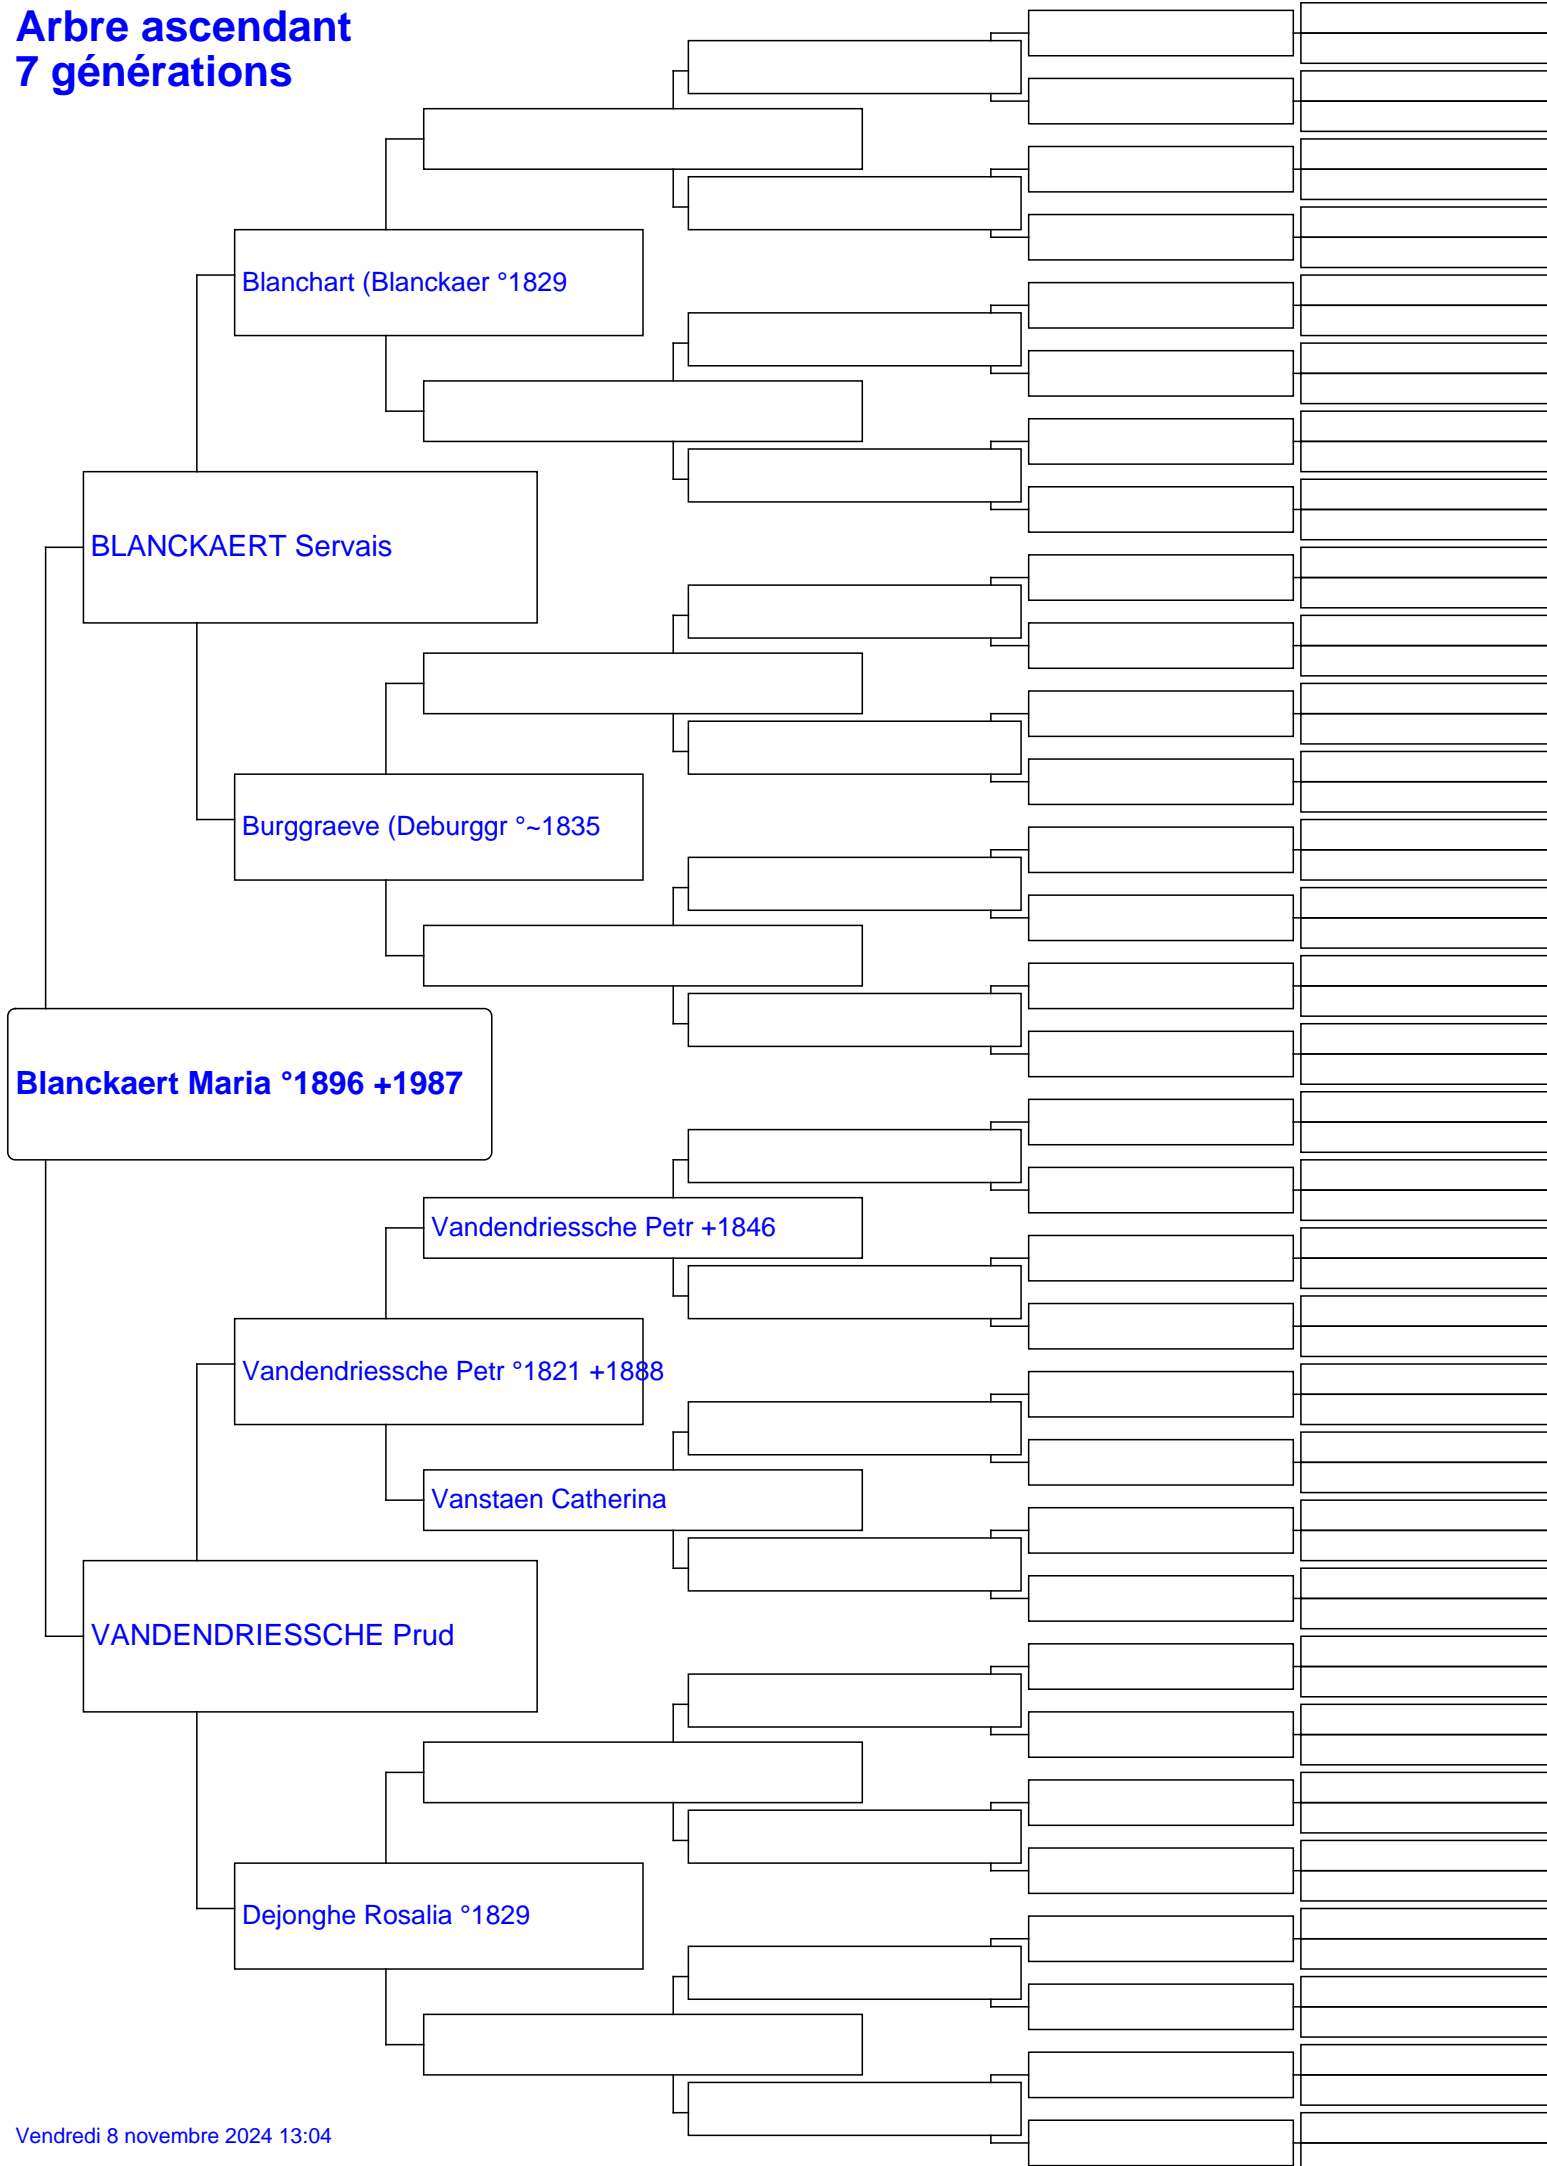 Arbre ascendant
7 générations
Blanchart (Blanckaer °1829
BLANCKAERT Servais
Burggraeve (Deburggr °~1835
Blanckaert Maria °1896 +1987
Vandendriessche Petr +1846
Vandendriessche Petr °1821 +1888
Vanstaen Catherina
VANDENDRIESSCHE Prud
Dejonghe Rosalia °1829
Vendredi 8 novembre 2024 13:04